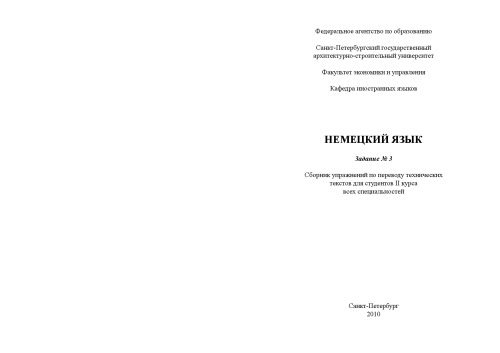 Федеральное агентство по образованию
Санкт-Петербургский государственный
архитектурно-строительный университет
Факультет экономики и управления
Кафедра иностранных языков
НЕМЕЦКИЙ ЯЗЫК
Задание № 3
Сборник упражнений по переводу технических
текстов для студентов II курса
всех специальностей
Санкт-Петербург
2010